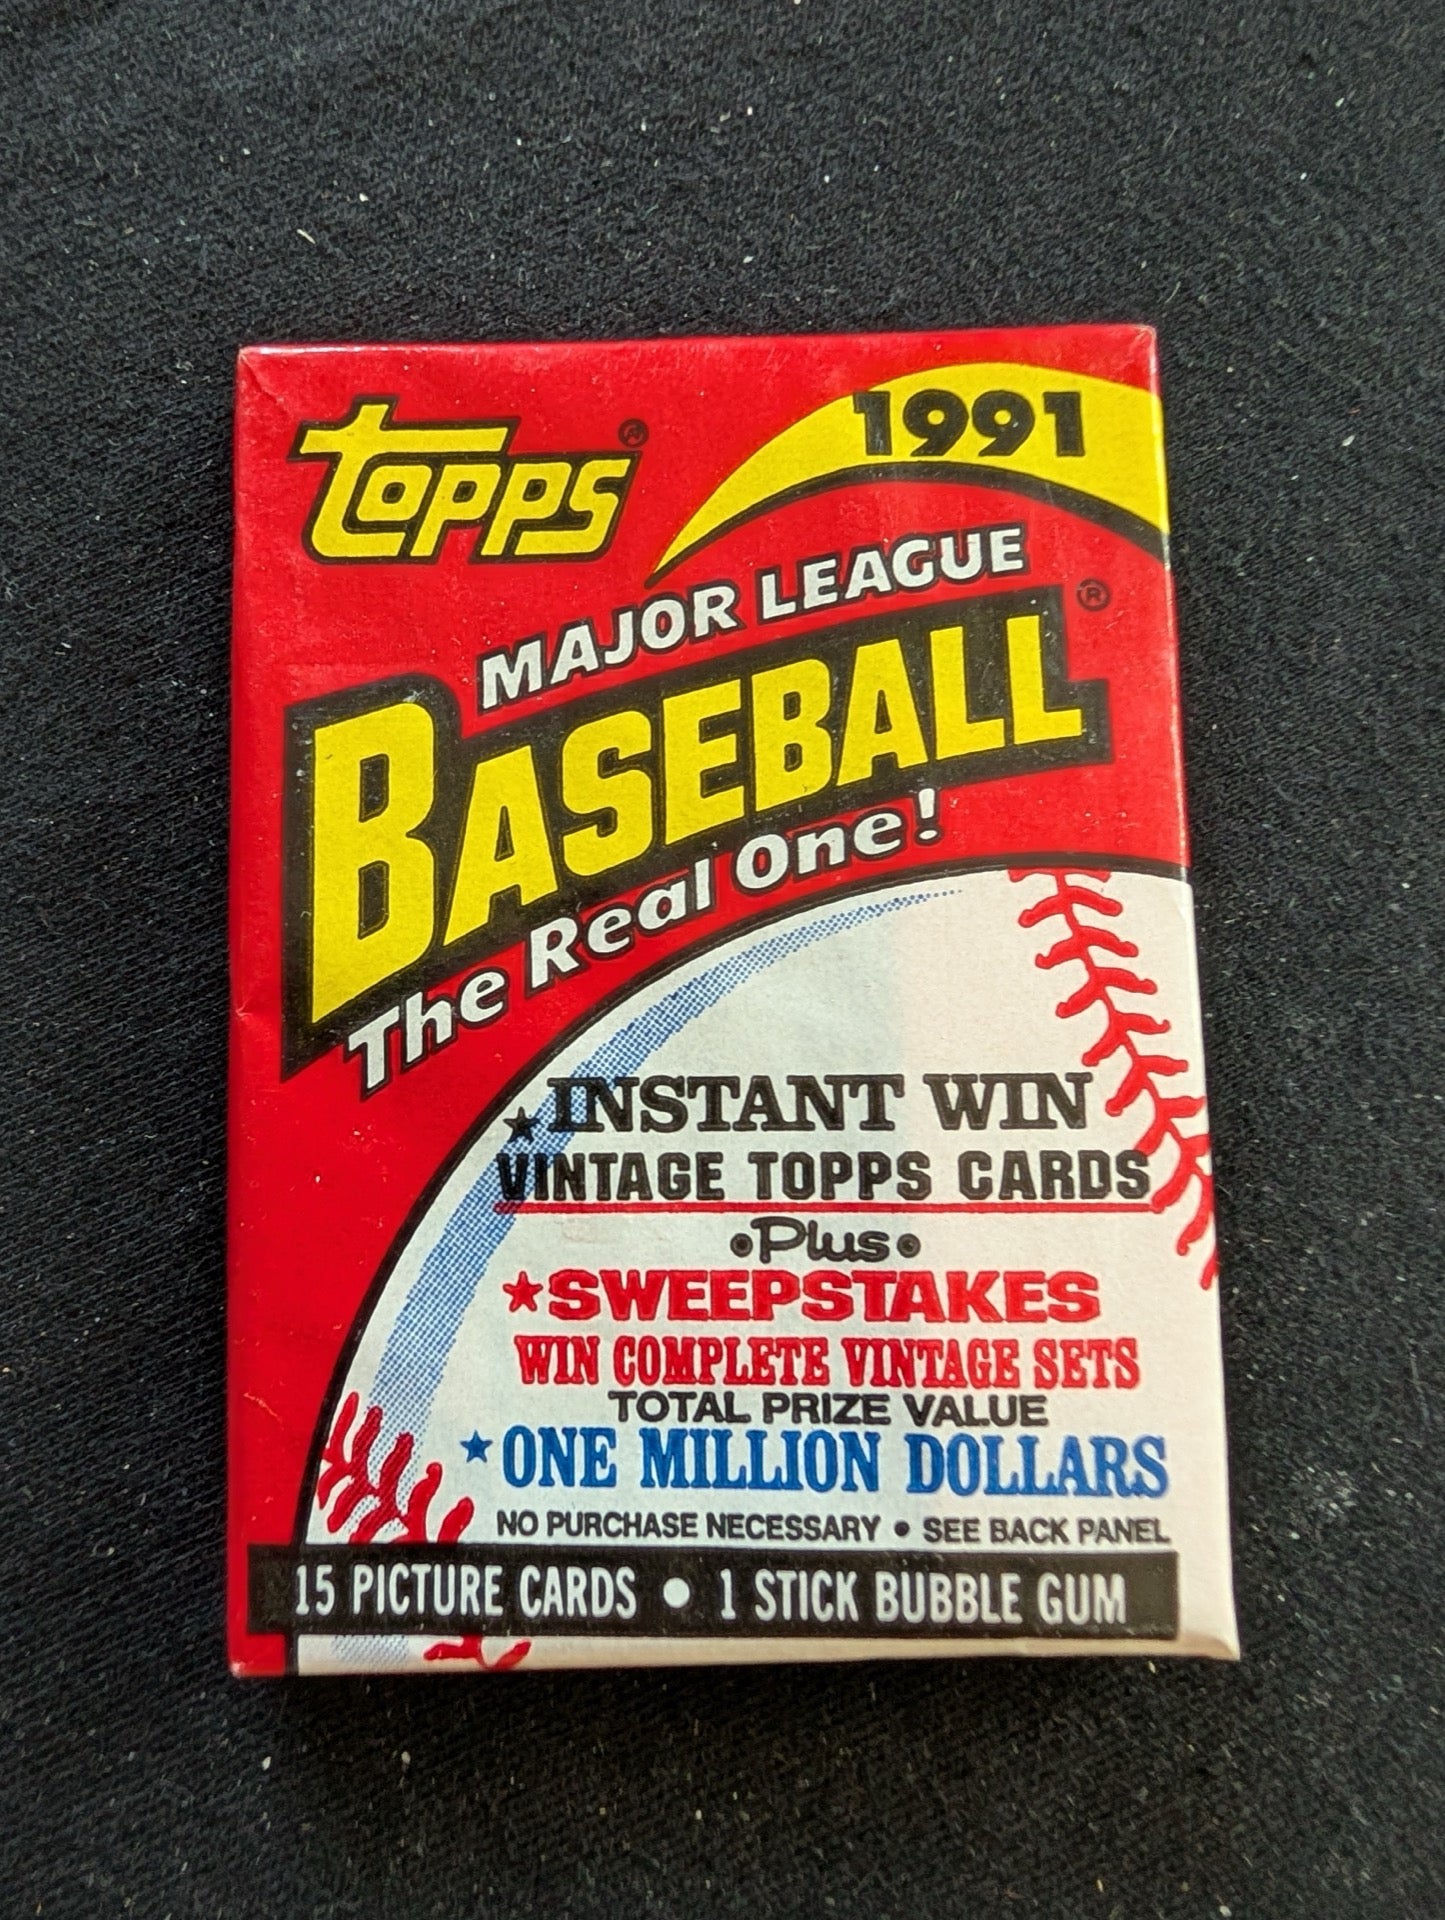 topps ®
1991
MAJOR LEAGUE
BASEBALL ®
The Real One!
★ INSTANT WIN
VINTAGE TOPPS CARDS
• Plus •
★ SWEEPSTAKES
WIN COMPLETE VINTAGE SETS
TOTAL PRIZE VALUE
★ ONE MILLION DOLLARS
NO PURCHASE NECESSARY • SEE BACK PANEL
15 PICTURE CARDS • 1 STICK BUBBLE GUM